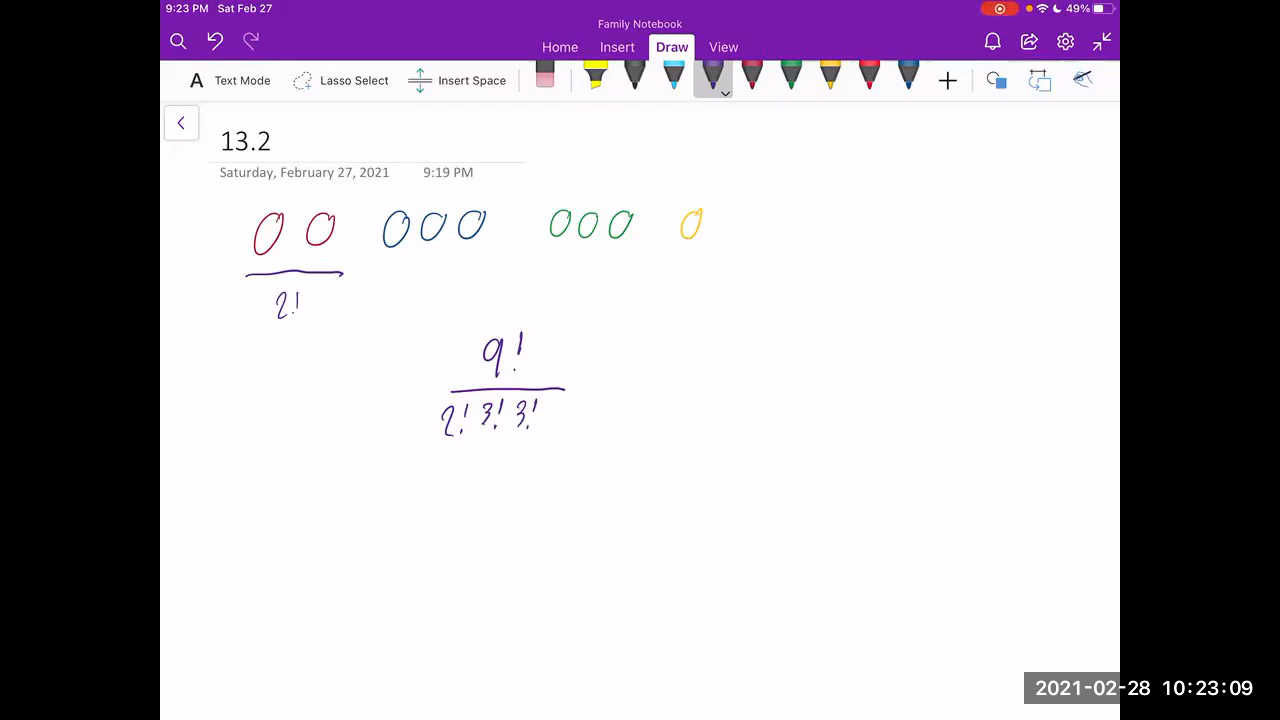 9:23 PM Sat Feb 27
49%
Family Notebook
Home Insert Draw View
A Text Mode Lasso Select Insert Space
13.2
Saturday, February 27, 2021 9:19 PM
2!
9!
2! 3! 3!
2021-02-28 10:23:09